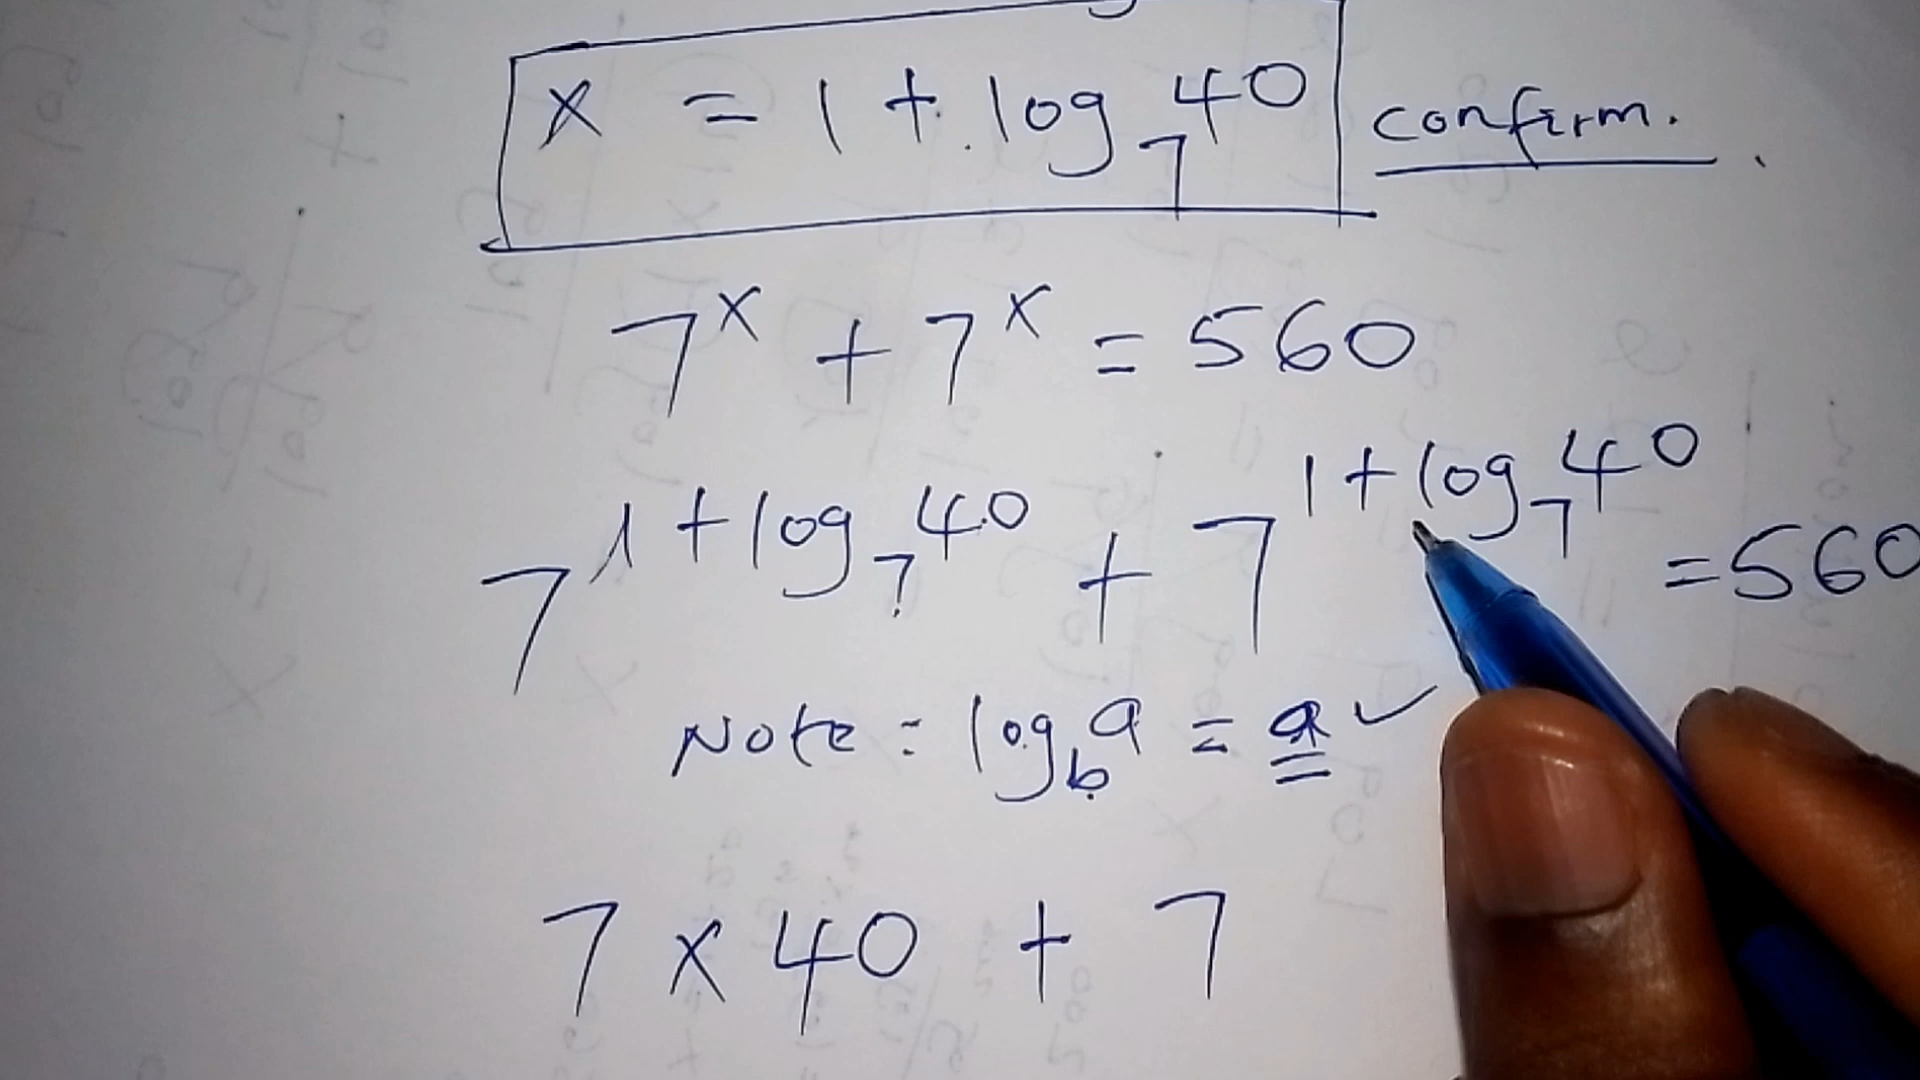 x = 1 + log₇40 confirm.
7ˣ + 7ˣ = 560
7^(1 + log₇40) + 7^(1 + log₇40) = 560
Note: log_b a = a ✓
7 x 40 + 7